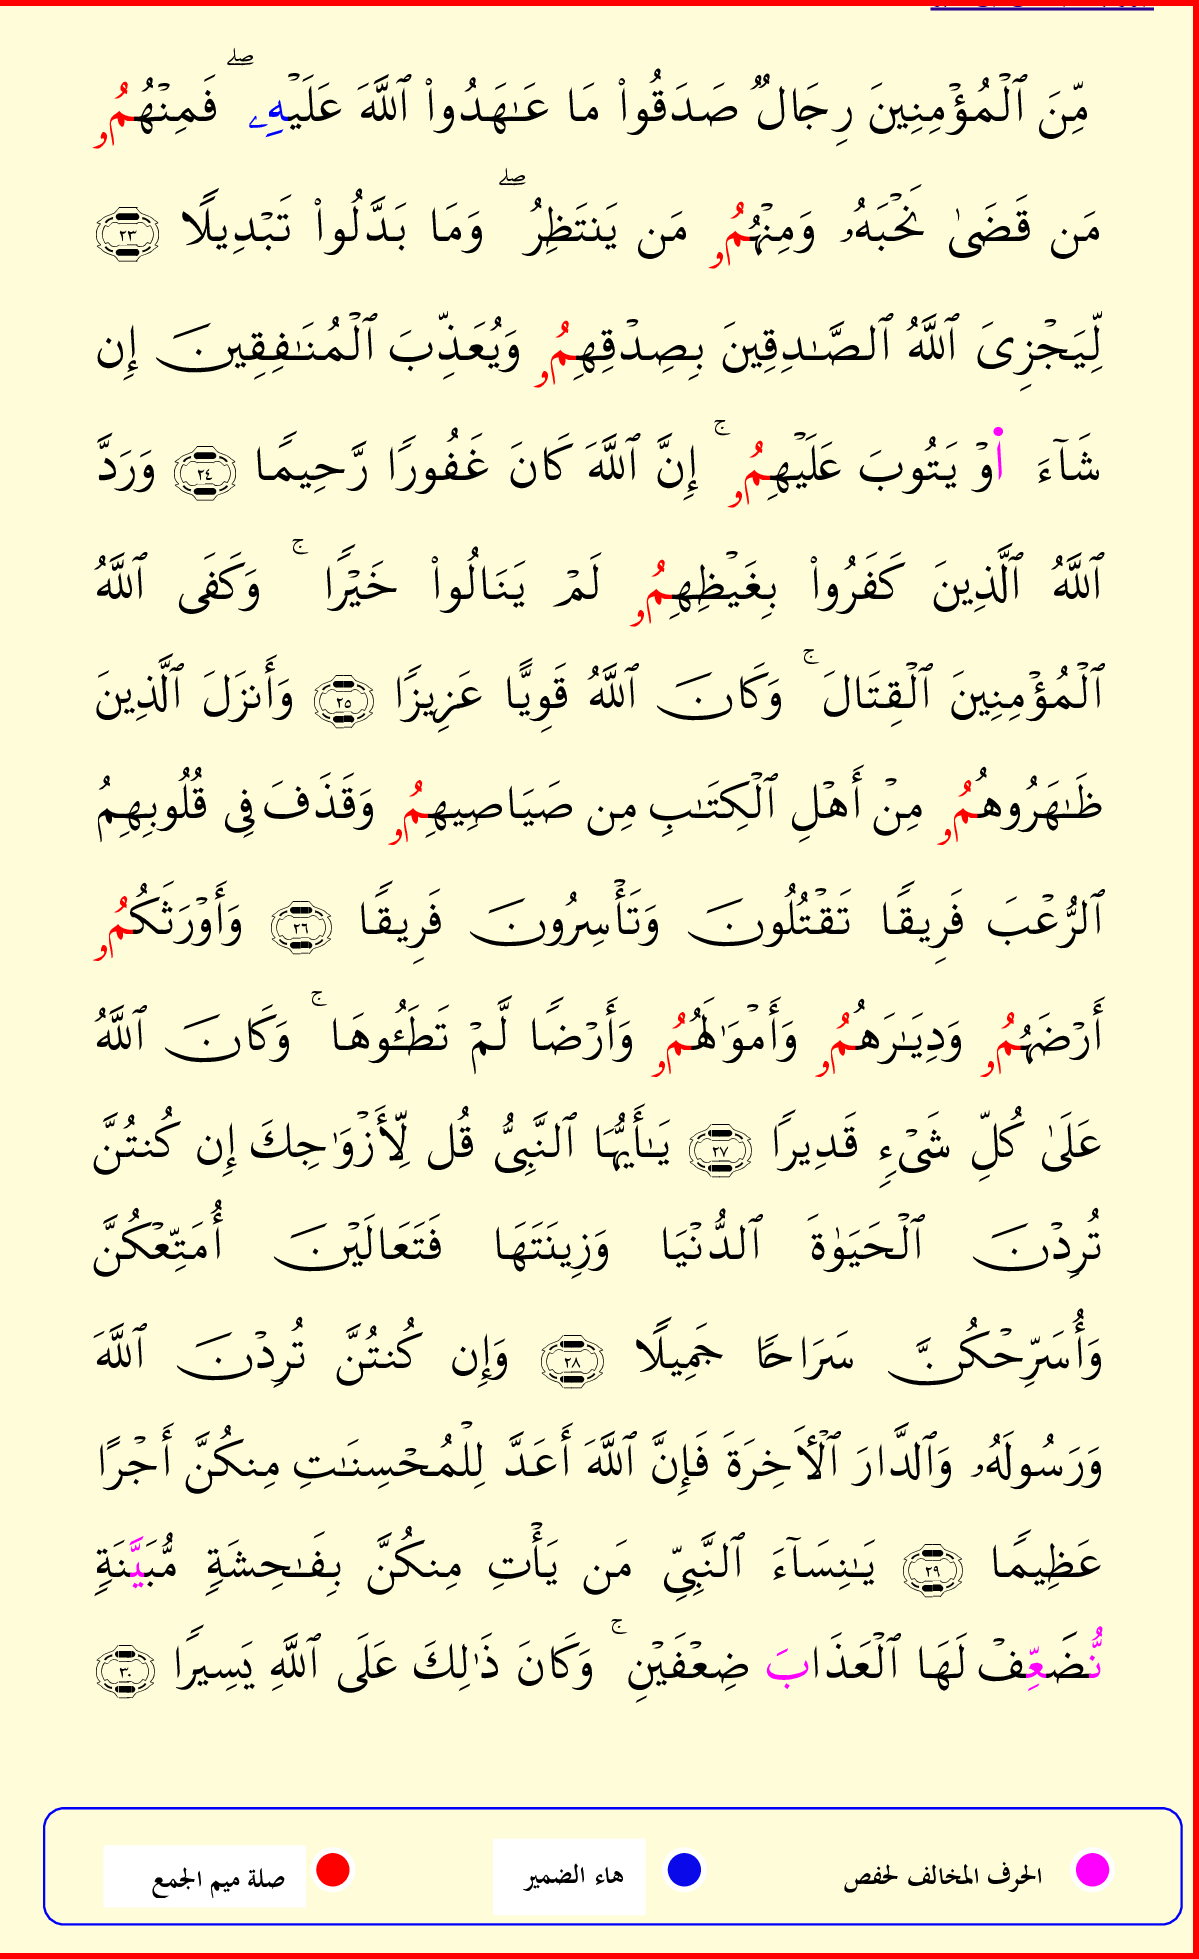 مِّنَ ٱلۡمُؤۡمِنِينَ رِجَالٞ صَدَقُواْ مَا عَٰهَدُواْ ٱللَّهَ عَلَيۡهِۦۖ فَمِنۡهُمُۥ
مَن قَضَىٰ نَحۡبَهُۥ وَمِنۡهُمُۥ مَن يَنتَظِرُۖ وَمَا بَدَّلُواْ تَبۡدِيلٗا ٢٣
لِّيَجۡزِيَ ٱللَّهُ ٱلصَّٰدِقِينَ بِصِدۡقِهِمُۥ وَيُعَذِّبَ ٱلۡمُنَٰفِقِينَ إِن
شَآءَ اَ۬وۡ يَتُوبَ عَلَيۡهِمُۥۚ إِنَّ ٱللَّهَ كَانَ غَفُورٗا رَّحِيمٗا ٢٤ وَرَدَّ
ٱللَّهُ ٱلَّذِينَ كَفَرُواْ بِغَيۡظِهِمُۥ لَمۡ يَنَالُواْ خَيۡرٗاۚ وَكَفَى ٱللَّهُ
ٱلۡمُؤۡمِنِينَ ٱلۡقِتَالَۚ وَكَانَ ٱللَّهُ قَوِيًّا عَزِيزٗا ٢٥ وَأَنزَلَ ٱلَّذِينَ
ظَٰهَرُوهُمُۥ مِنۡ أَهۡلِ ٱلۡكِتَٰبِ مِن صَيَاصِيهِمُۥ وَقَذَفَ فِي قُلُوبِهِمُ
ٱلرُّعۡبَ فَرِيقٗا تَقۡتُلُونَ وَتَأۡسِرُونَ فَرِيقٗا ٢٦ وَأَوۡرَثَكُمُۥ
أَرۡضَهُمُۥ وَدِيَٰرَهُمُۥ وَأَمۡوَٰلَهُمُۥ وَأَرۡضٗا لَّمۡ تَطَـُٔوهَاۚ وَكَانَ ٱللَّهُ
عَلَىٰ كُلِّ شَيۡءٖ قَدِيرٗا ٢٧ يَٰٓأَيُّهَا ٱلنَّبِيُّ قُل لِّأَزۡوَٰجِكَ إِن كُنتُنَّ
تُرِدۡنَ ٱلۡحَيَوٰةَ ٱلدُّنۡيَا وَزِينَتَهَا فَتَعَالَيۡنَ أُمَتِّعۡكُنَّ
وَأُسَرِّحۡكُنَّ سَرَاحٗا جَمِيلٗا ٢٨ وَإِن كُنتُنَّ تُرِدۡنَ ٱللَّهَ
وَرَسُولَهُۥ وَٱلدَّارَ ٱلۡأٓخِرَةَ فَإِنَّ ٱللَّهَ أَعَدَّ لِلۡمُحۡسِنَٰتِ مِنكُنَّ أَجۡرًا
عَظِيمٗا ٢٩ يَٰنِسَآءَ ٱلنَّبِيِّ مَن يَأۡتِ مِنكُنَّ بِفَٰحِشَةٖ مُّبَيَّنَةٖ
نُّضَعِّفۡ لَهَا ٱلۡعَذَابَ ضِعۡفَيۡنِۚ وَكَانَ ذَٰلِكَ عَلَى ٱللَّهِ يَسِيرٗا ٣٠
الحرف المخالف لحفص
هاء الضمير
صلة ميم الجمع